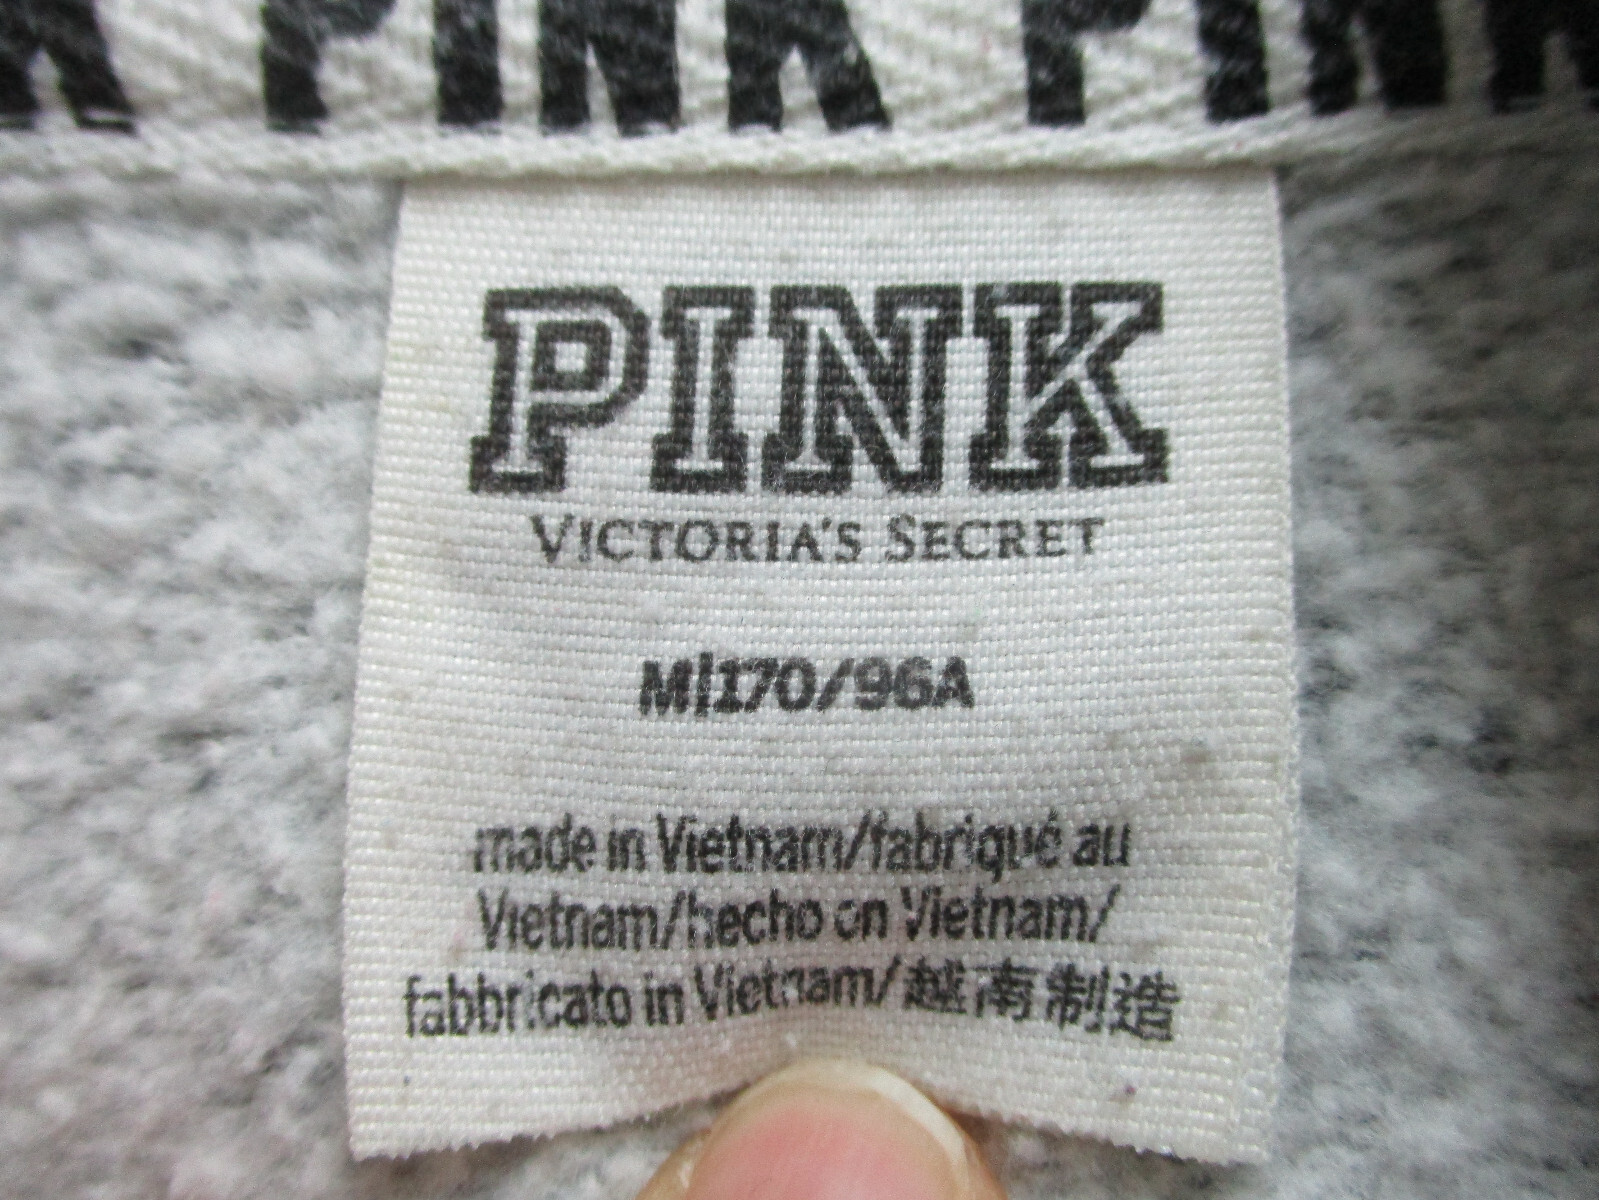 PINK PINK
PINK
VICTORIA'S SECRET
M|170/96A
made in Vietnam/fabriqué au
Vietnam/hecho en Vietnam/
fabbricato in Vietnam/越南制造